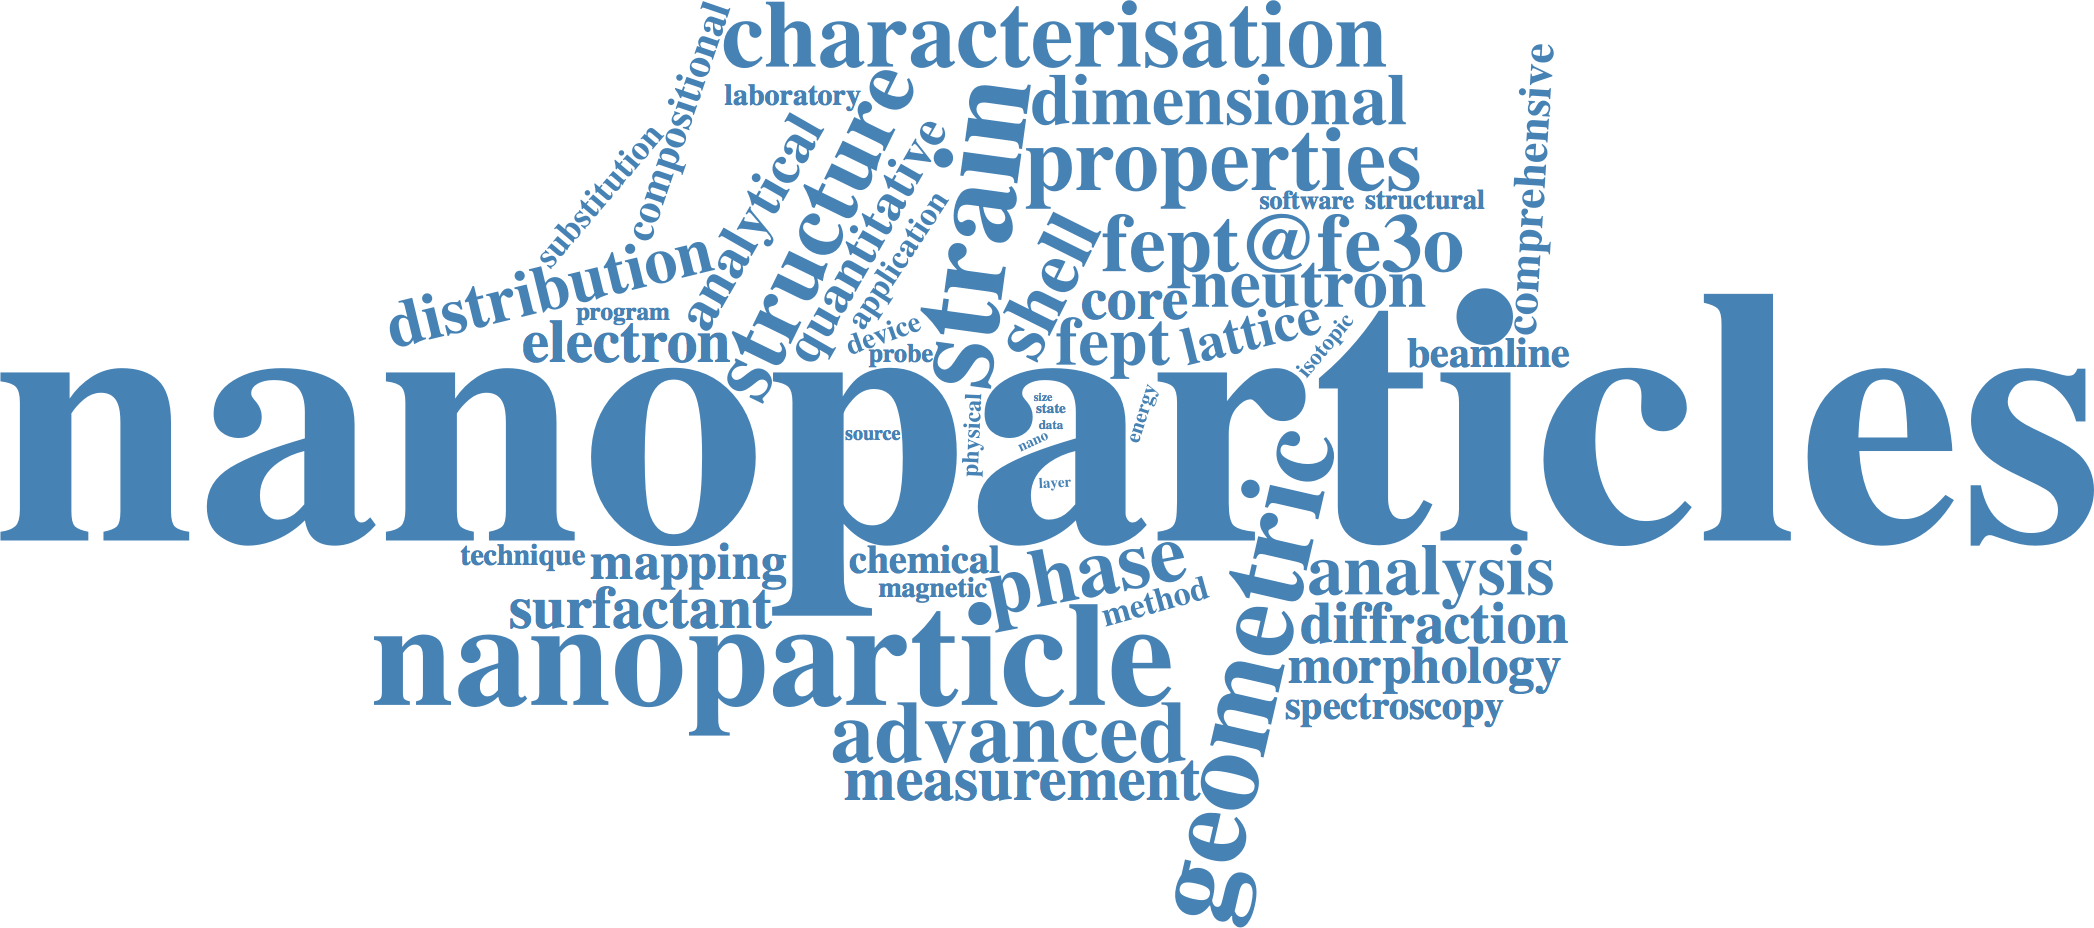 characterisation
compositional
laboratory
dimensional
comprehensive
structure
strain
substitution
analytical
quantitative
properties
application
software
structural
distribution
shell
fept@fe3o
neutron
core
program
electron
device
probe
fept
lattice
isotopic
beamline
nanoparticles
size
state
data
nano
physical
energy
source
layer
geometric
technique
mapping
chemical
magnetic
phase
method
analysis
surfactant
diffraction
nanoparticle
morphology
spectroscopy
advanced
measurement